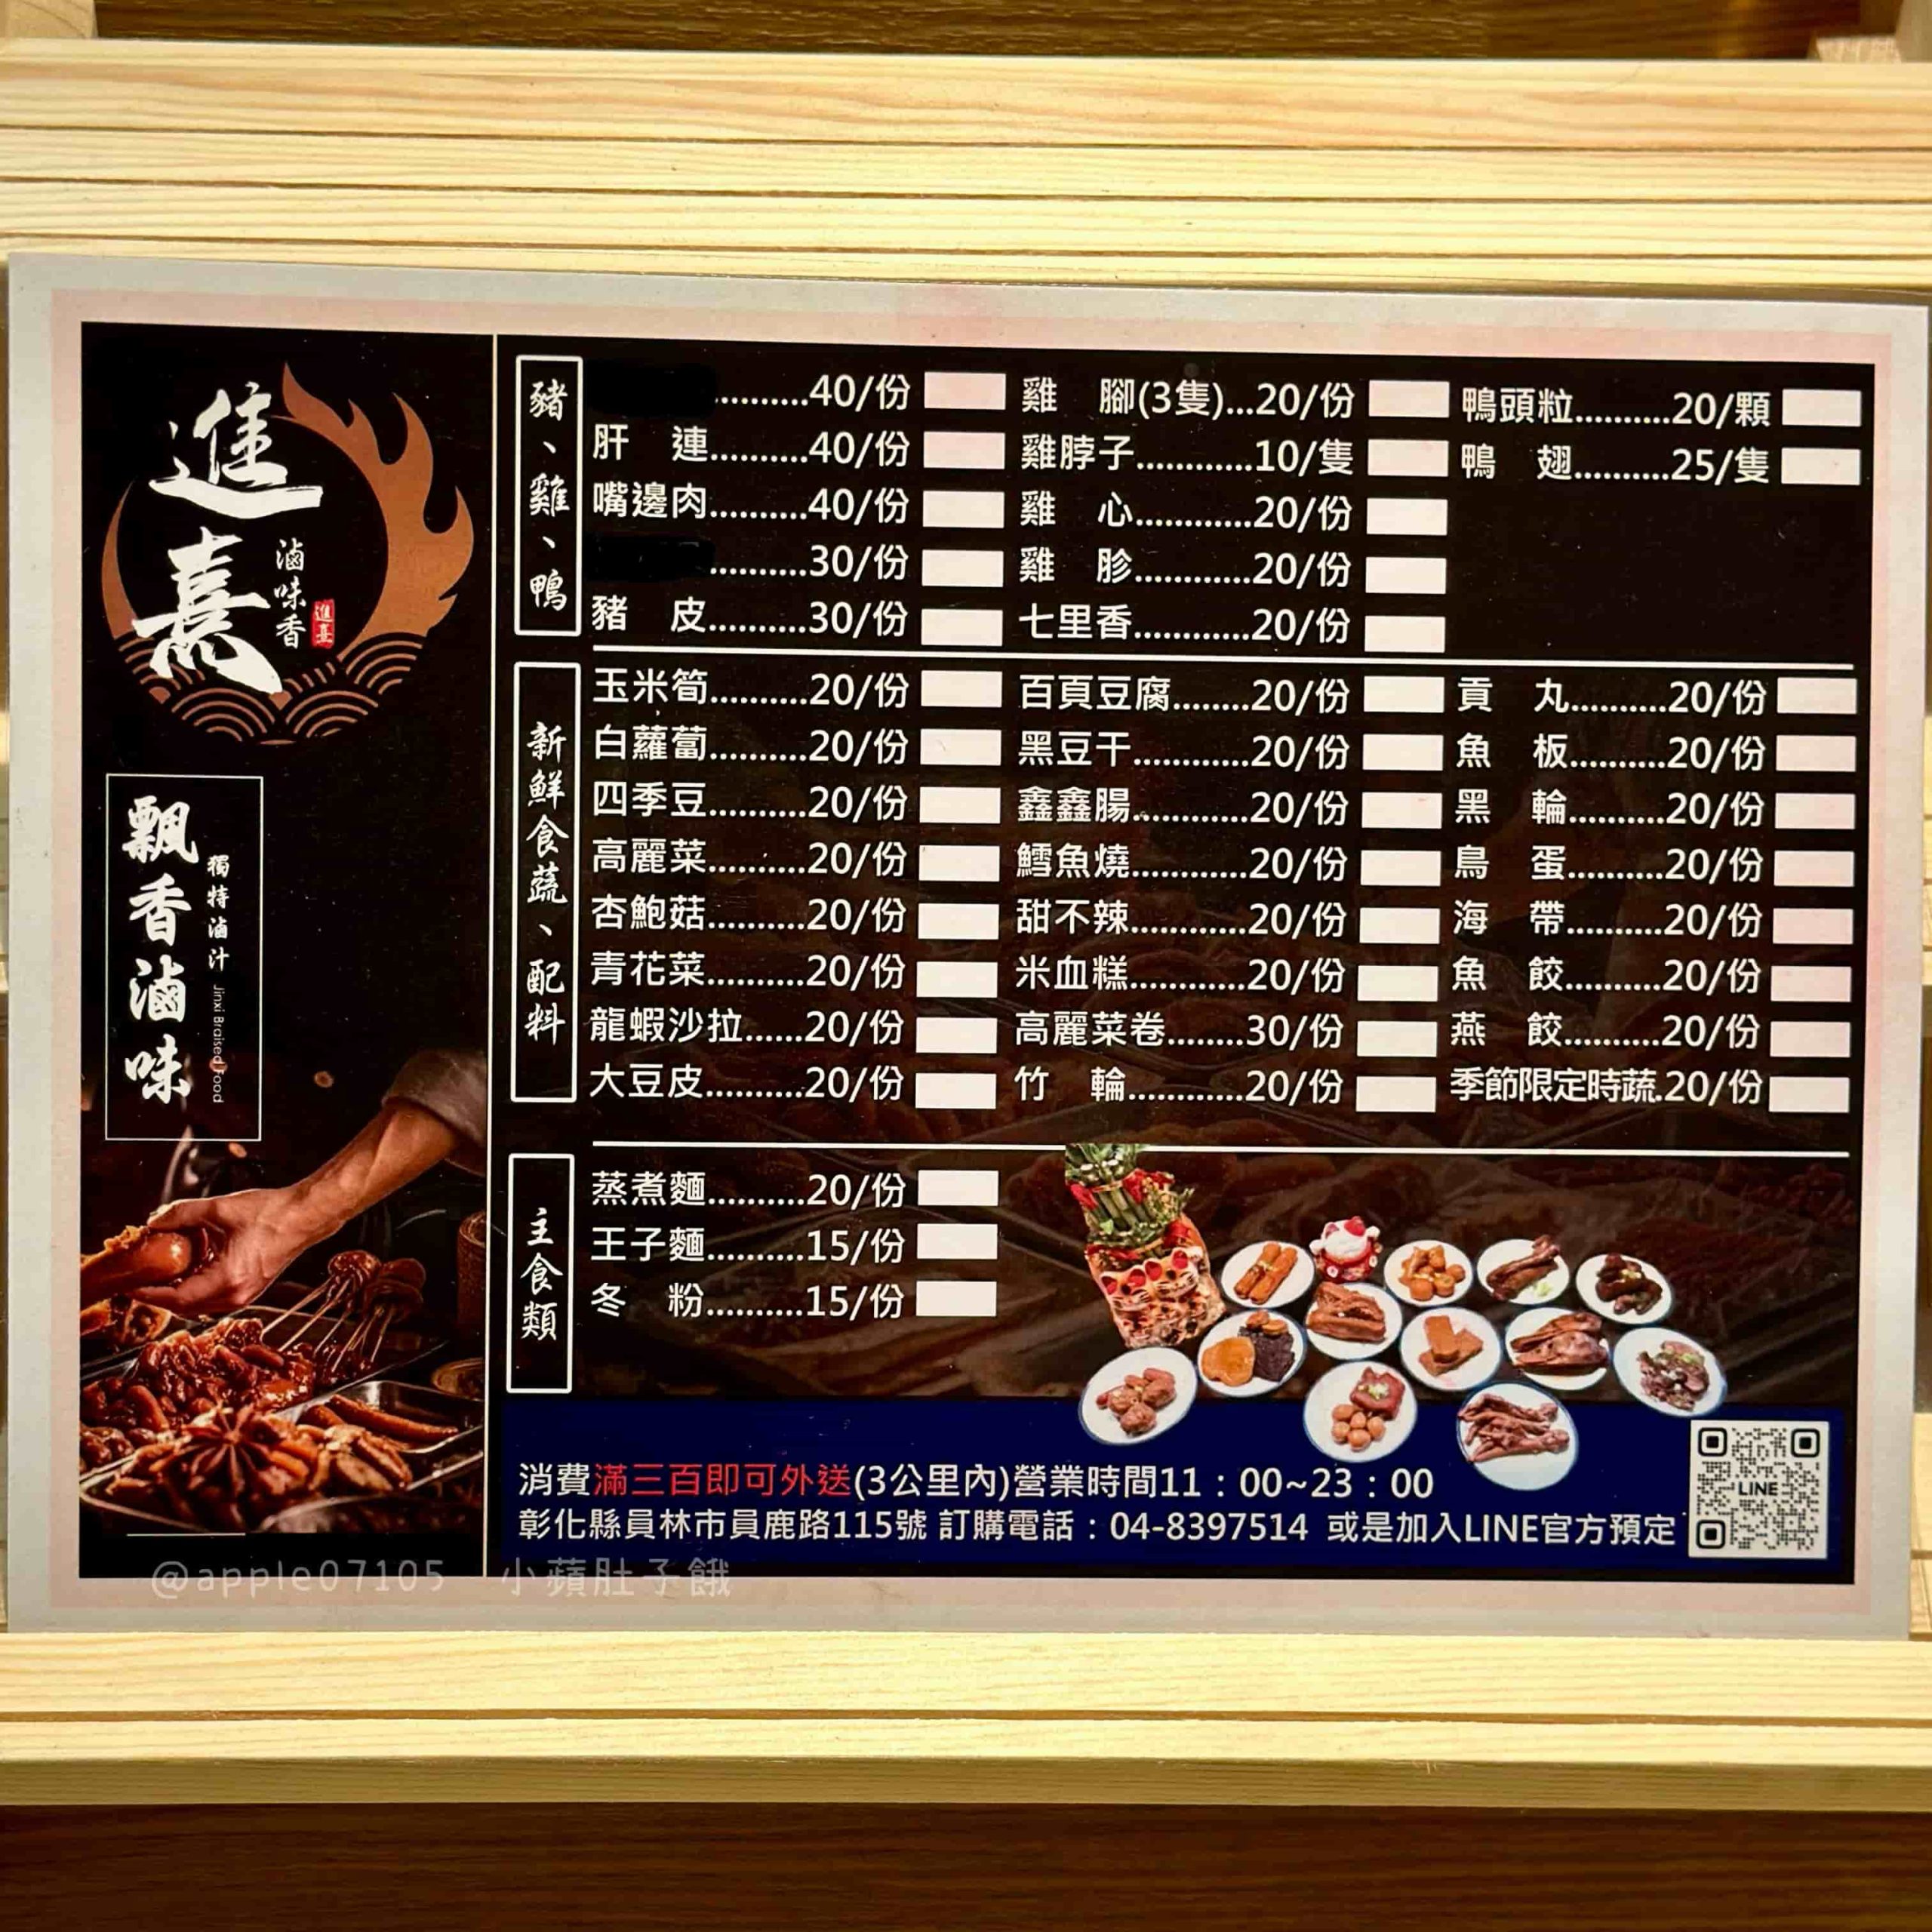 進熹
滷味香
進熹
飄香滷味
獨特滷汁 Jinxi Braised Food
豬、雞、鴨
..........40/份
肝 連..........40/份
嘴邊肉..........40/份
..........30/份
豬 皮..........30/份
雞 腳(3隻)...20/份
雞脖子............10/隻
雞 心............20/份
雞 胗............20/份
七里香............20/份
鴨頭粒..........20/顆
鴨 翅..........25/隻
新鮮食蔬、配料
玉米筍..........20/份
白蘿蔔..........20/份
四季豆..........20/份
高麗菜..........20/份
杏鮑菇..........20/份
青花菜..........20/份
龍蝦沙拉......20/份
大豆皮..........20/份
百頁豆腐........20/份
黑豆干............20/份
鑫鑫腸............20/份
鱈魚燒............20/份
甜不辣............20/份
米血糕............20/份
高麗菜卷........30/份
竹 輪............20/份
貢 丸..........20/份
魚 板..........20/份
黑 輪..........20/份
鳥 蛋..........20/份
海 帶..........20/份
魚 餃..........20/份
燕 餃..........20/份
季節限定時蔬.20/份
主食類
蒸煮麵..........20/份
王子麵..........15/份
冬 粉..........15/份
消費滿三百即可外送(3公里內)營業時間11：00~23：00
彰化縣員林市員鹿路115號 訂購電話：04-8397514 或是加入LINE官方預定
LINE
@apple07105 小蘋肚子餓